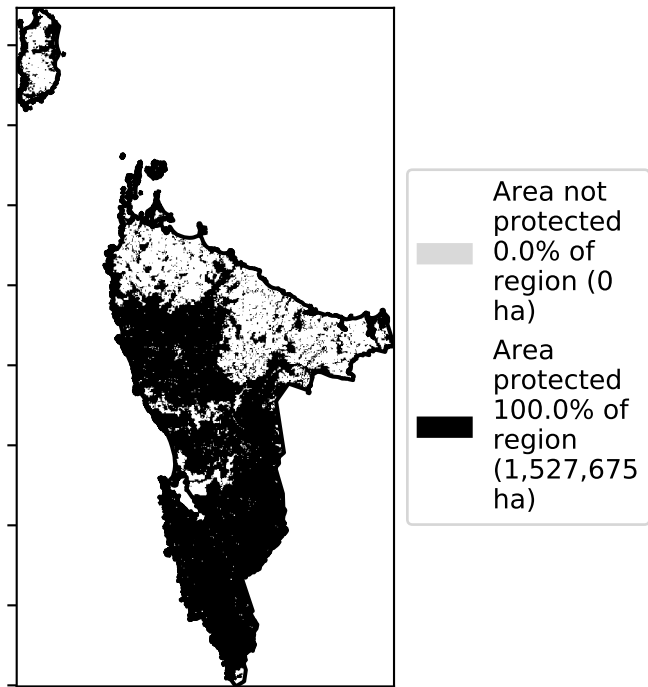 Area not
protected
0.0% of
region (0
ha)
Area
protected
100.0% of
region
(1,527,675
ha)